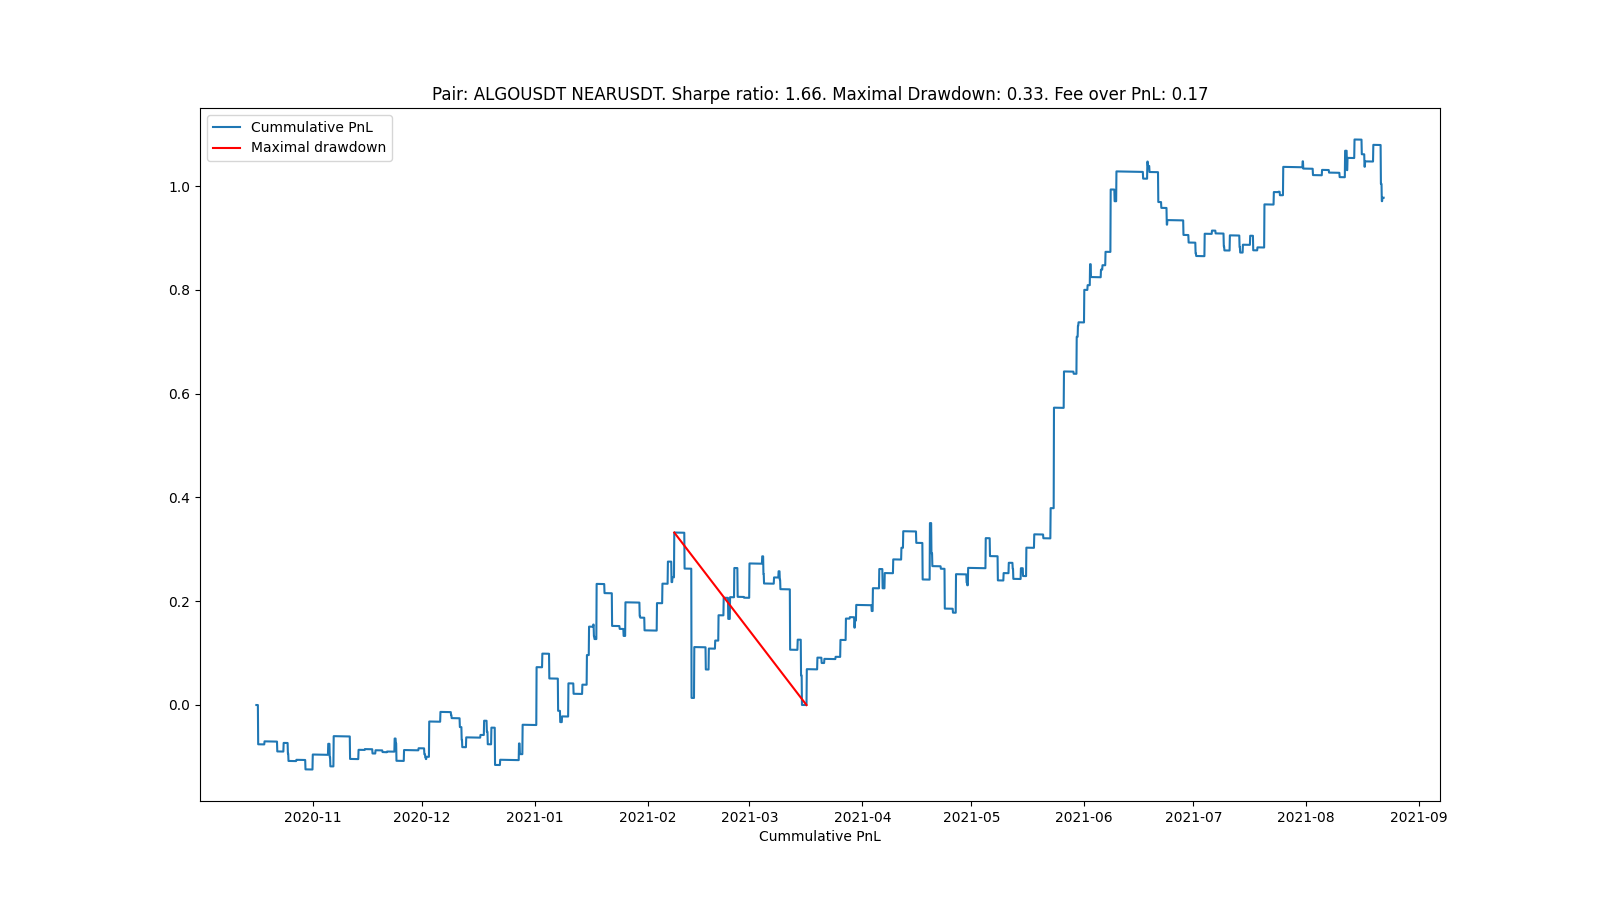 Pair: ALGOUSDT NEARUSDT. Sharpe ratio: 1.66. Maximal Drawdown: 0.33. Fee over PnL: 0.17
Cummulative PnL
Maximal drawdown
1.0
0.8
0.6
0.4
0.2
0.0
2020-11 2020-12 2021-01 2021-02 2021-03 2021-04 2021-05 2021-06 2021-07 2021-08 2021-09
Cummulative PnL